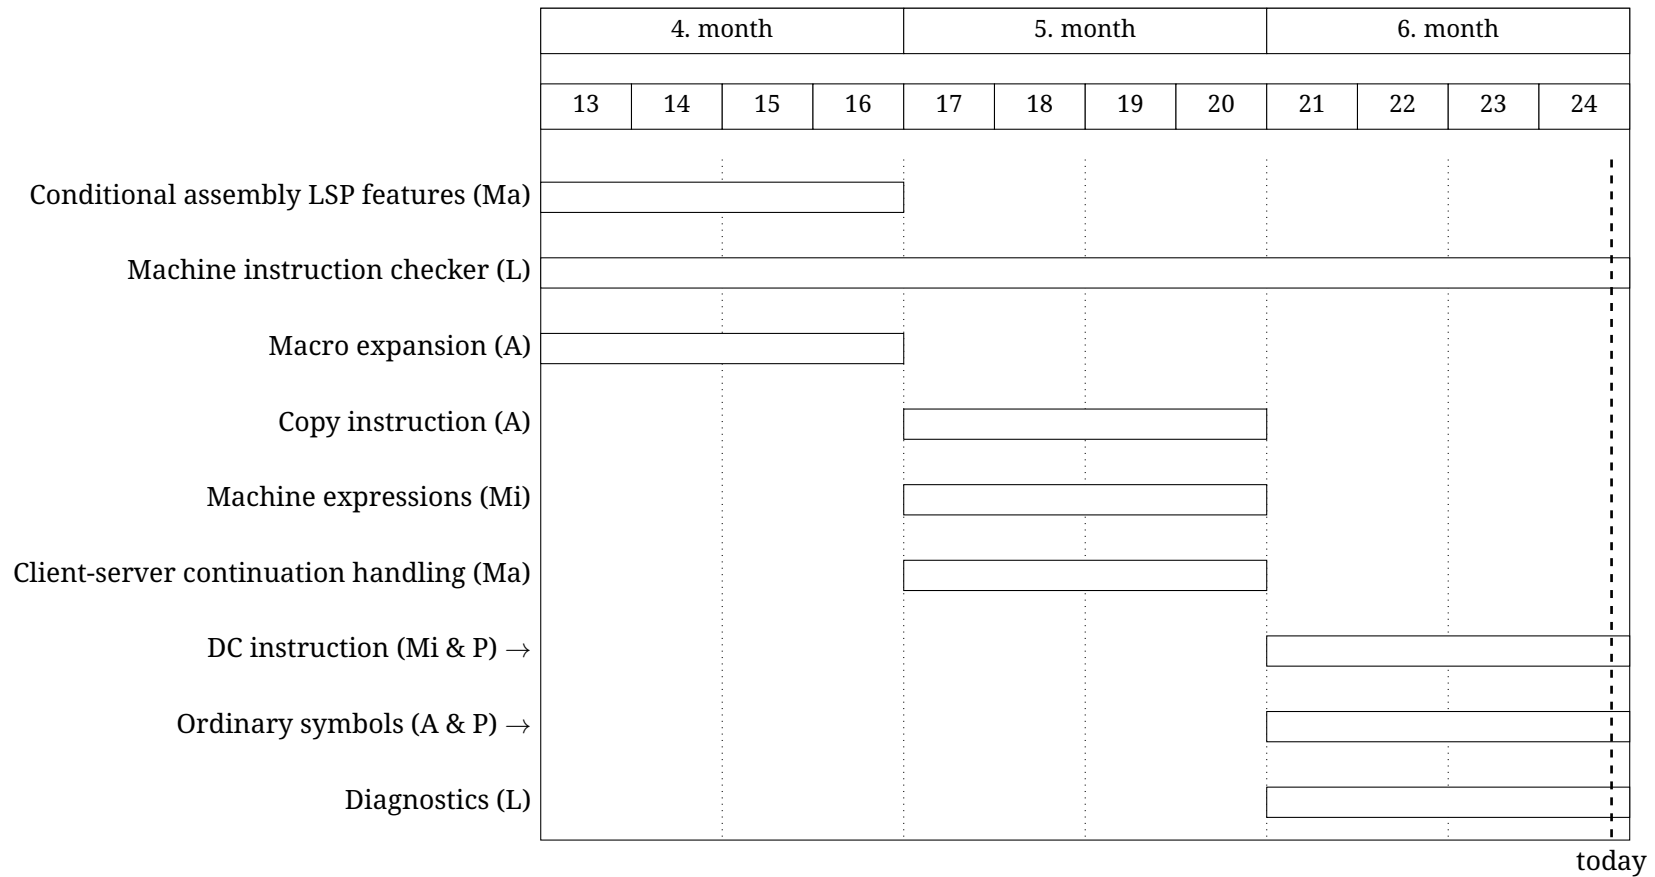 4. month 5. month 6. month
13 14 15 16 17 18 19 20 21 22 23 24
Conditional assembly LSP features (Ma)
Machine instruction checker (L)
Macro expansion (A)
Copy instruction (A)
Machine expressions (Mi)
Client-server continuation handling (Ma)
DC instruction (Mi & P) →
Ordinary symbols (A & P) →
Diagnostics (L)
today